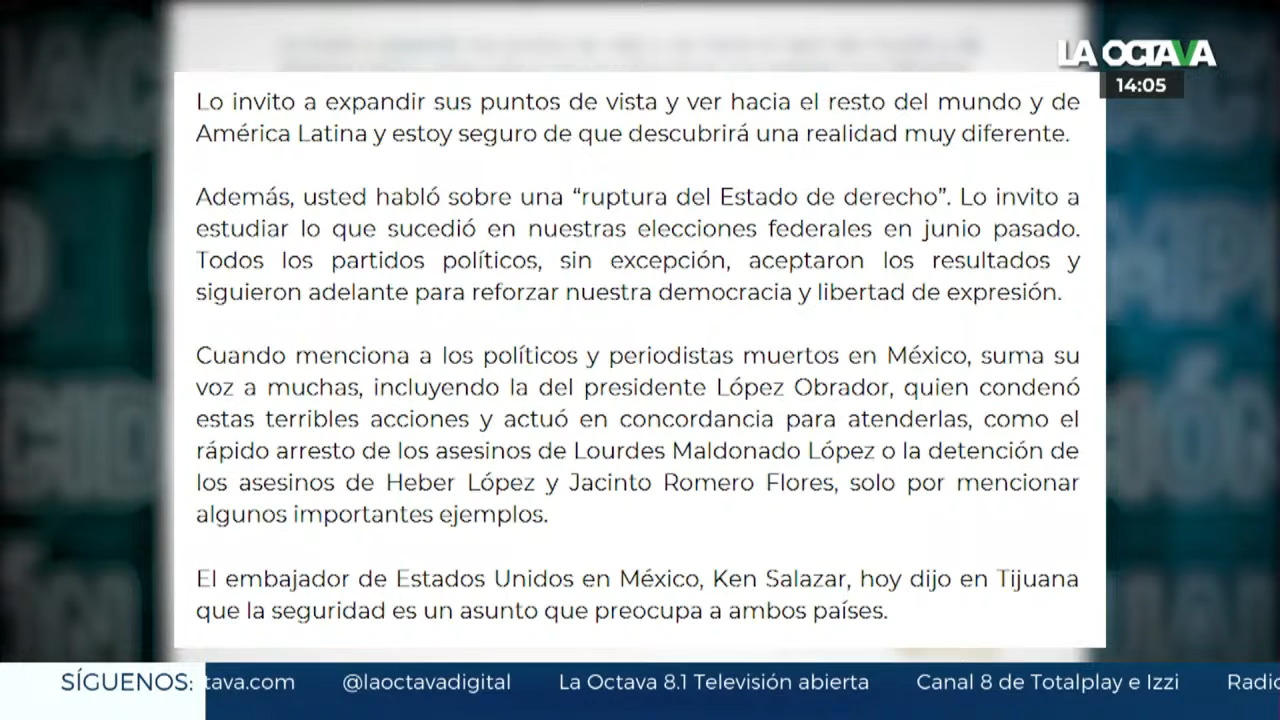 LA OCTAVA
14:05
Lo invito a expandir sus puntos de vista y ver hacia el resto del mundo y de
América Latina y estoy seguro de que descubrirá una realidad muy diferente.
Además, usted habló sobre una “ruptura del Estado de derecho”. Lo invito a
estudiar lo que sucedió en nuestras elecciones federales en junio pasado.
Todos los partidos políticos, sin excepción, aceptaron los resultados y
siguieron adelante para reforzar nuestra democracia y libertad de expresión.
Cuando menciona a los políticos y periodistas muertos en México, suma su
voz a muchas, incluyendo la del presidente López Obrador, quien condenó
estas terribles acciones y actuó en concordancia para atenderlas, como el
rápido arresto de los asesinos de Lourdes Maldonado López o la detención de
los asesinos de Heber López y Jacinto Romero Flores, solo por mencionar
algunos importantes ejemplos.
El embajador de Estados Unidos en México, Ken Salazar, hoy dijo en Tijuana
que la seguridad es un asunto que preocupa a ambos países.
SÍGUENOS: tava.com @laoctavadigital La Octava 8.1 Televisión abierta Canal 8 de Totalplay e Izzi Radio